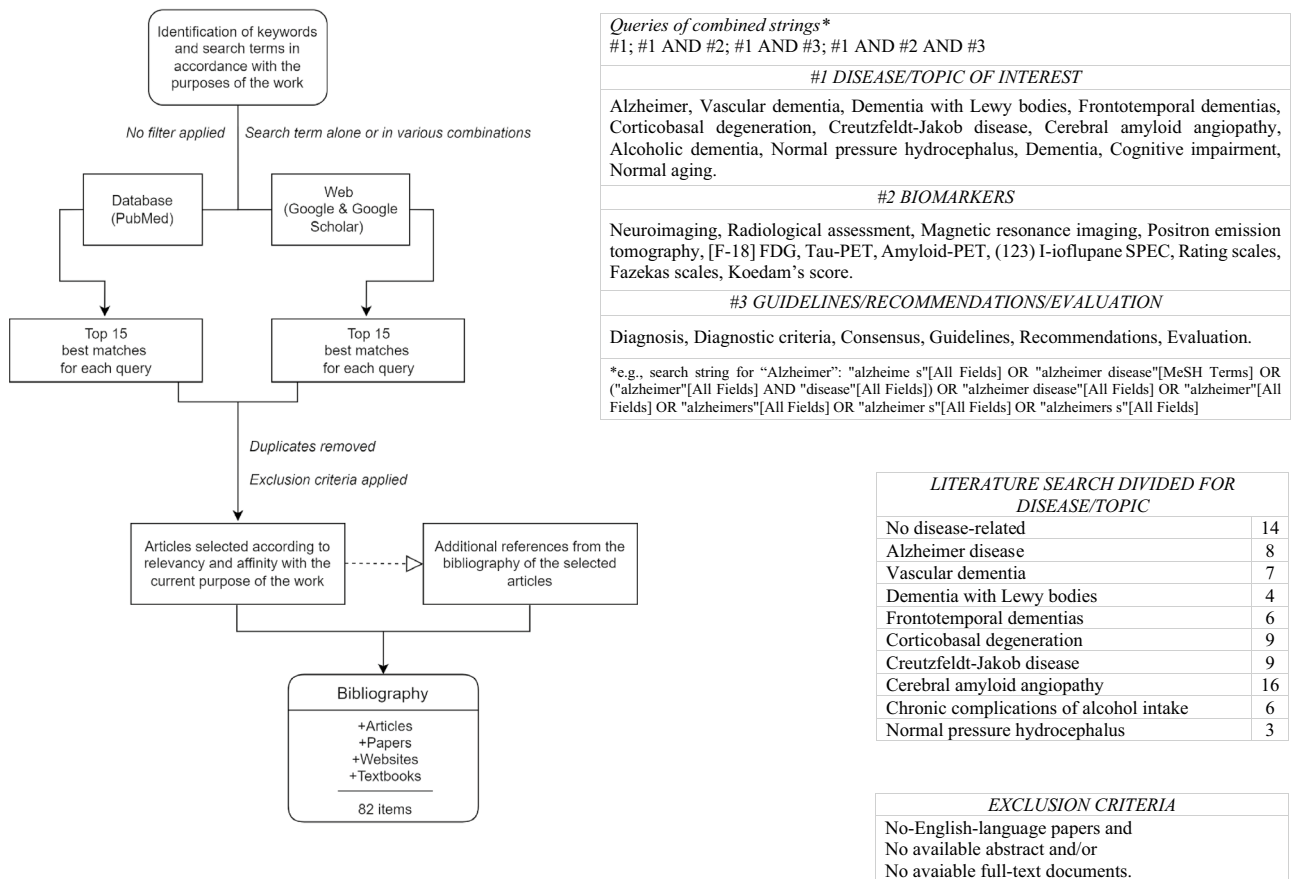 Identification of keywords
and search terms in
accordance with the
purposes of the work
No filter applied
Search term alone or in various combinations
Database
(PubMed)
Web
(Google & Google
Scholar)
Top 15
best matches
for each query
Top 15
best matches
for each query
Duplicates removed
Exclusion criteria applied
Articles selected according to
relevancy and affinity with the
current purpose of the work
Additional references from the
bibliography of the selected
articles
Bibliography
+Articles
+Papers
+Websites
+Textbooks
82 items
Queries of combined strings*
#1; #1 AND #2; #1 AND #3; #1 AND #2 AND #3
#1 DISEASE/TOPIC OF INTEREST
Alzheimer, Vascular dementia, Dementia with Lewy bodies, Frontotemporal dementias,
Corticobasal degeneration, Creutzfeldt-Jakob disease, Cerebral amyloid angiopathy,
Alcoholic dementia, Normal pressure hydrocephalus, Dementia, Cognitive impairment,
Normal aging.
#2 BIOMARKERS
Neuroimaging, Radiological assessment, Magnetic resonance imaging, Positron emission
tomography, [F-18] FDG, Tau-PET, Amyloid-PET, (123) I-ioflupane SPEC, Rating scales,
Fazekas scales, Koedam's score.
#3 GUIDELINES/RECOMMENDATIONS/EVALUATION
Diagnosis, Diagnostic criteria, Consensus, Guidelines, Recommendations, Evaluation.
*e.g., search string for “Alzheimer”: "alzheime s"[All Fields] OR "alzheimer disease"[MeSH Terms] OR
("alzheimer"[All Fields] AND "disease"[All Fields]) OR "alzheimer disease"[All Fields] OR "alzheimer"[All
Fields] OR "alzheimers"[All Fields] OR "alzheimer s"[All Fields] OR "alzheimers s"[All Fields]
LITERATURE SEARCH DIVIDED FOR
DISEASE/TOPIC
No disease-related 14
Alzheimer disease 8
Vascular dementia 7
Dementia with Lewy bodies 4
Frontotemporal dementias 6
Corticobasal degeneration 9
Creutzfeldt-Jakob disease 9
Cerebral amyloid angiopathy 16
Chronic complications of alcohol intake 6
Normal pressure hydrocephalus 3
EXCLUSION CRITERIA
No-English-language papers and
No available abstract and/or
No avaiable full-text documents.